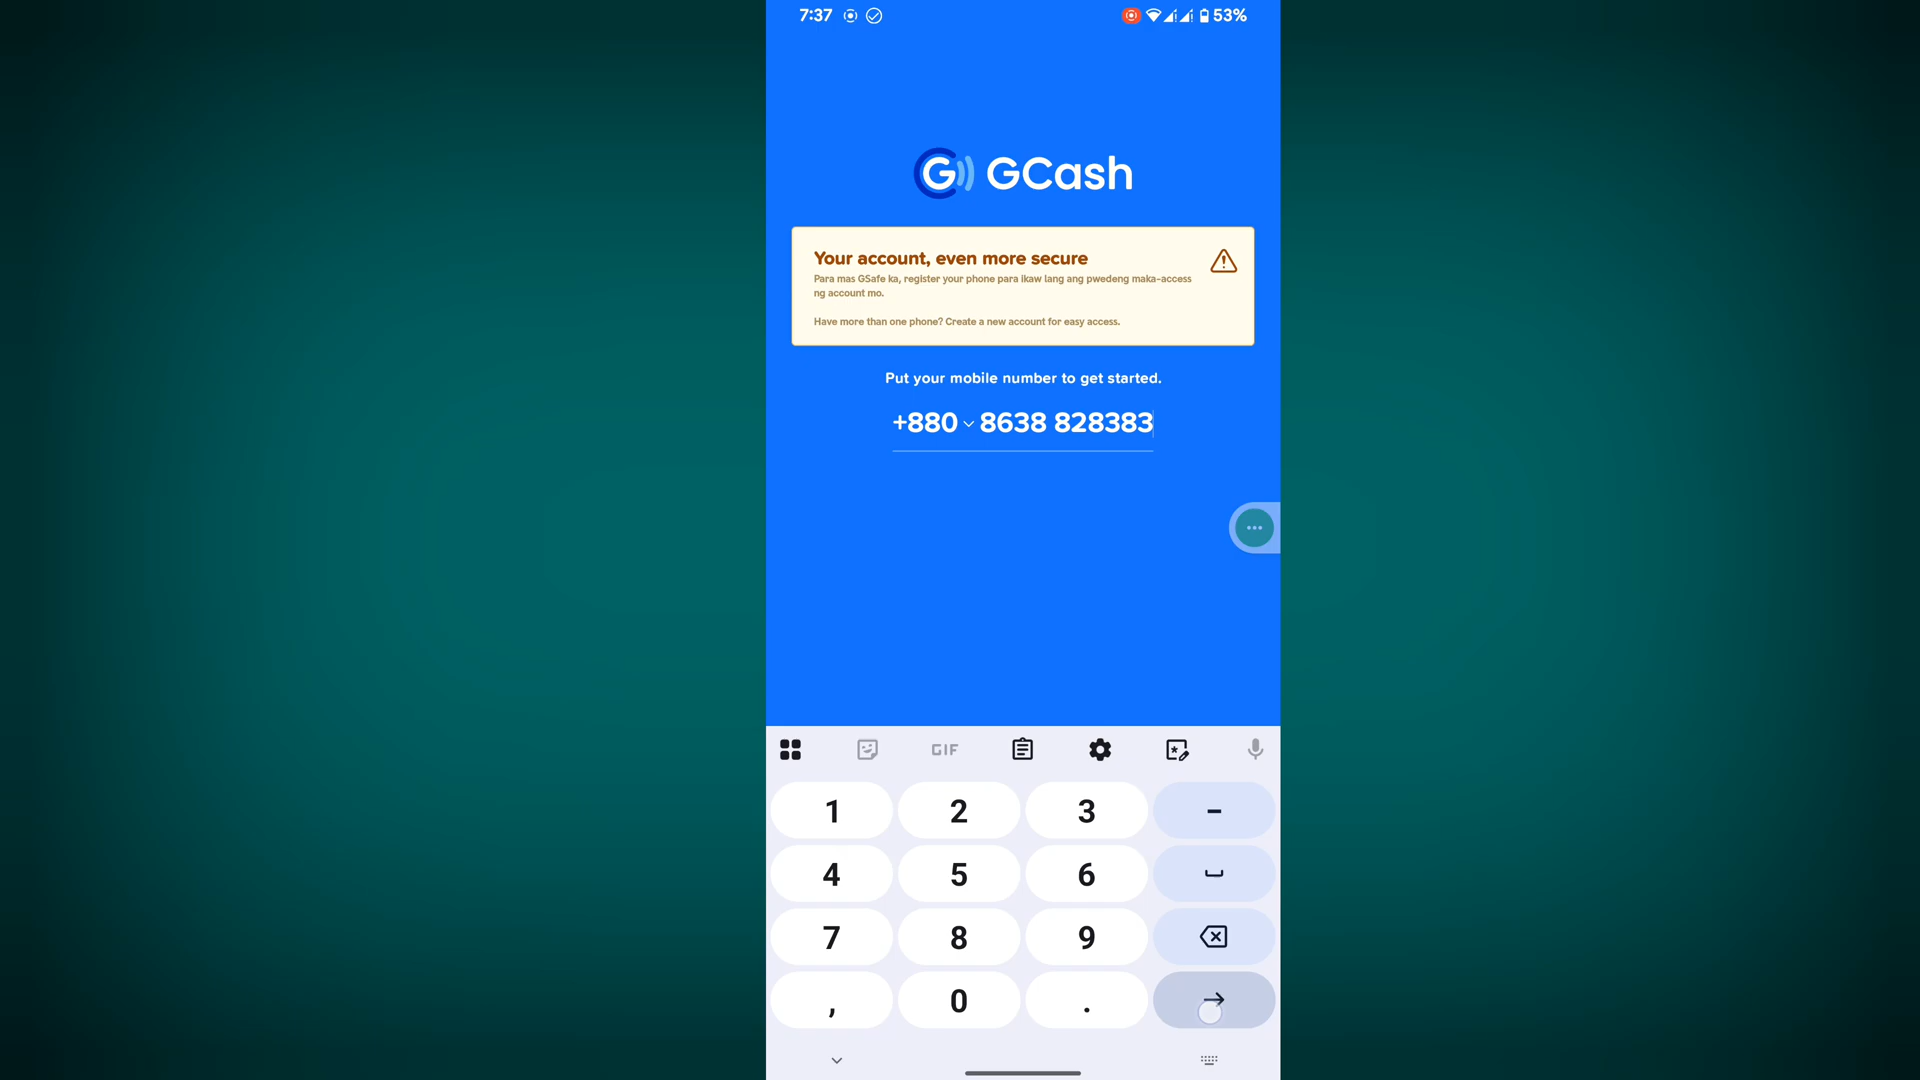 7:37
53%
G GCash
Your account, even more secure
Para mas GSafe ka, register your phone para ikaw lang ang pwedeng maka-access
ng account mo.
Have more than one phone? Create a new account for easy access.
Put your mobile number to get started.
+880 8638 828383
GIF
1 2 3 -
4 5 6
7 8 9
, 0 .